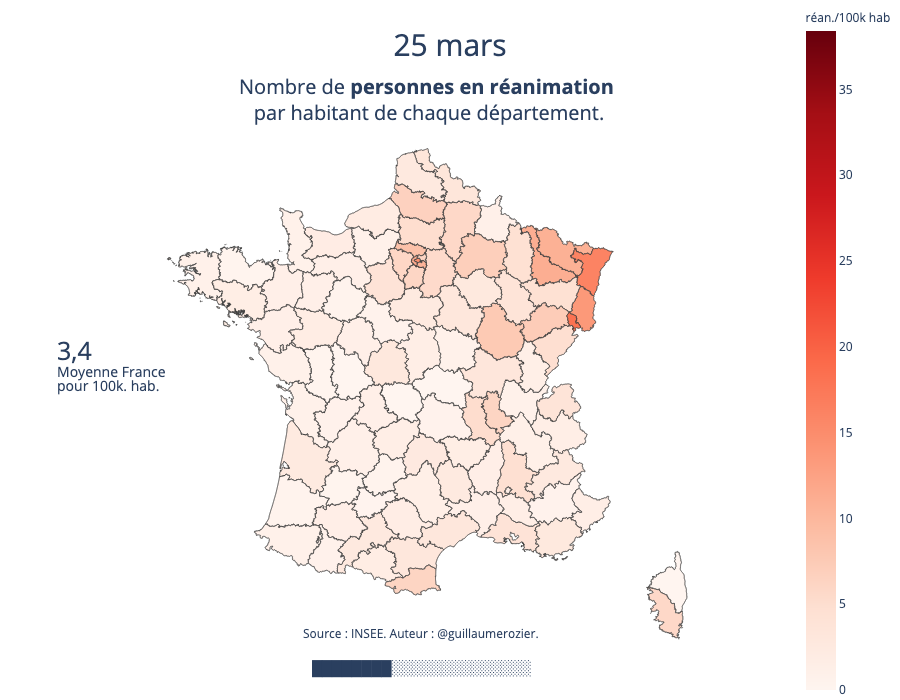 25 mars
Nombre de personnes en réanimation
par habitant de chaque département.
réan./100k hab
35
30
25
20
15
10
5
0
3,4
Moyenne France
pour 100k. hab.
Source : INSEE. Auteur : @guillaumerozier.